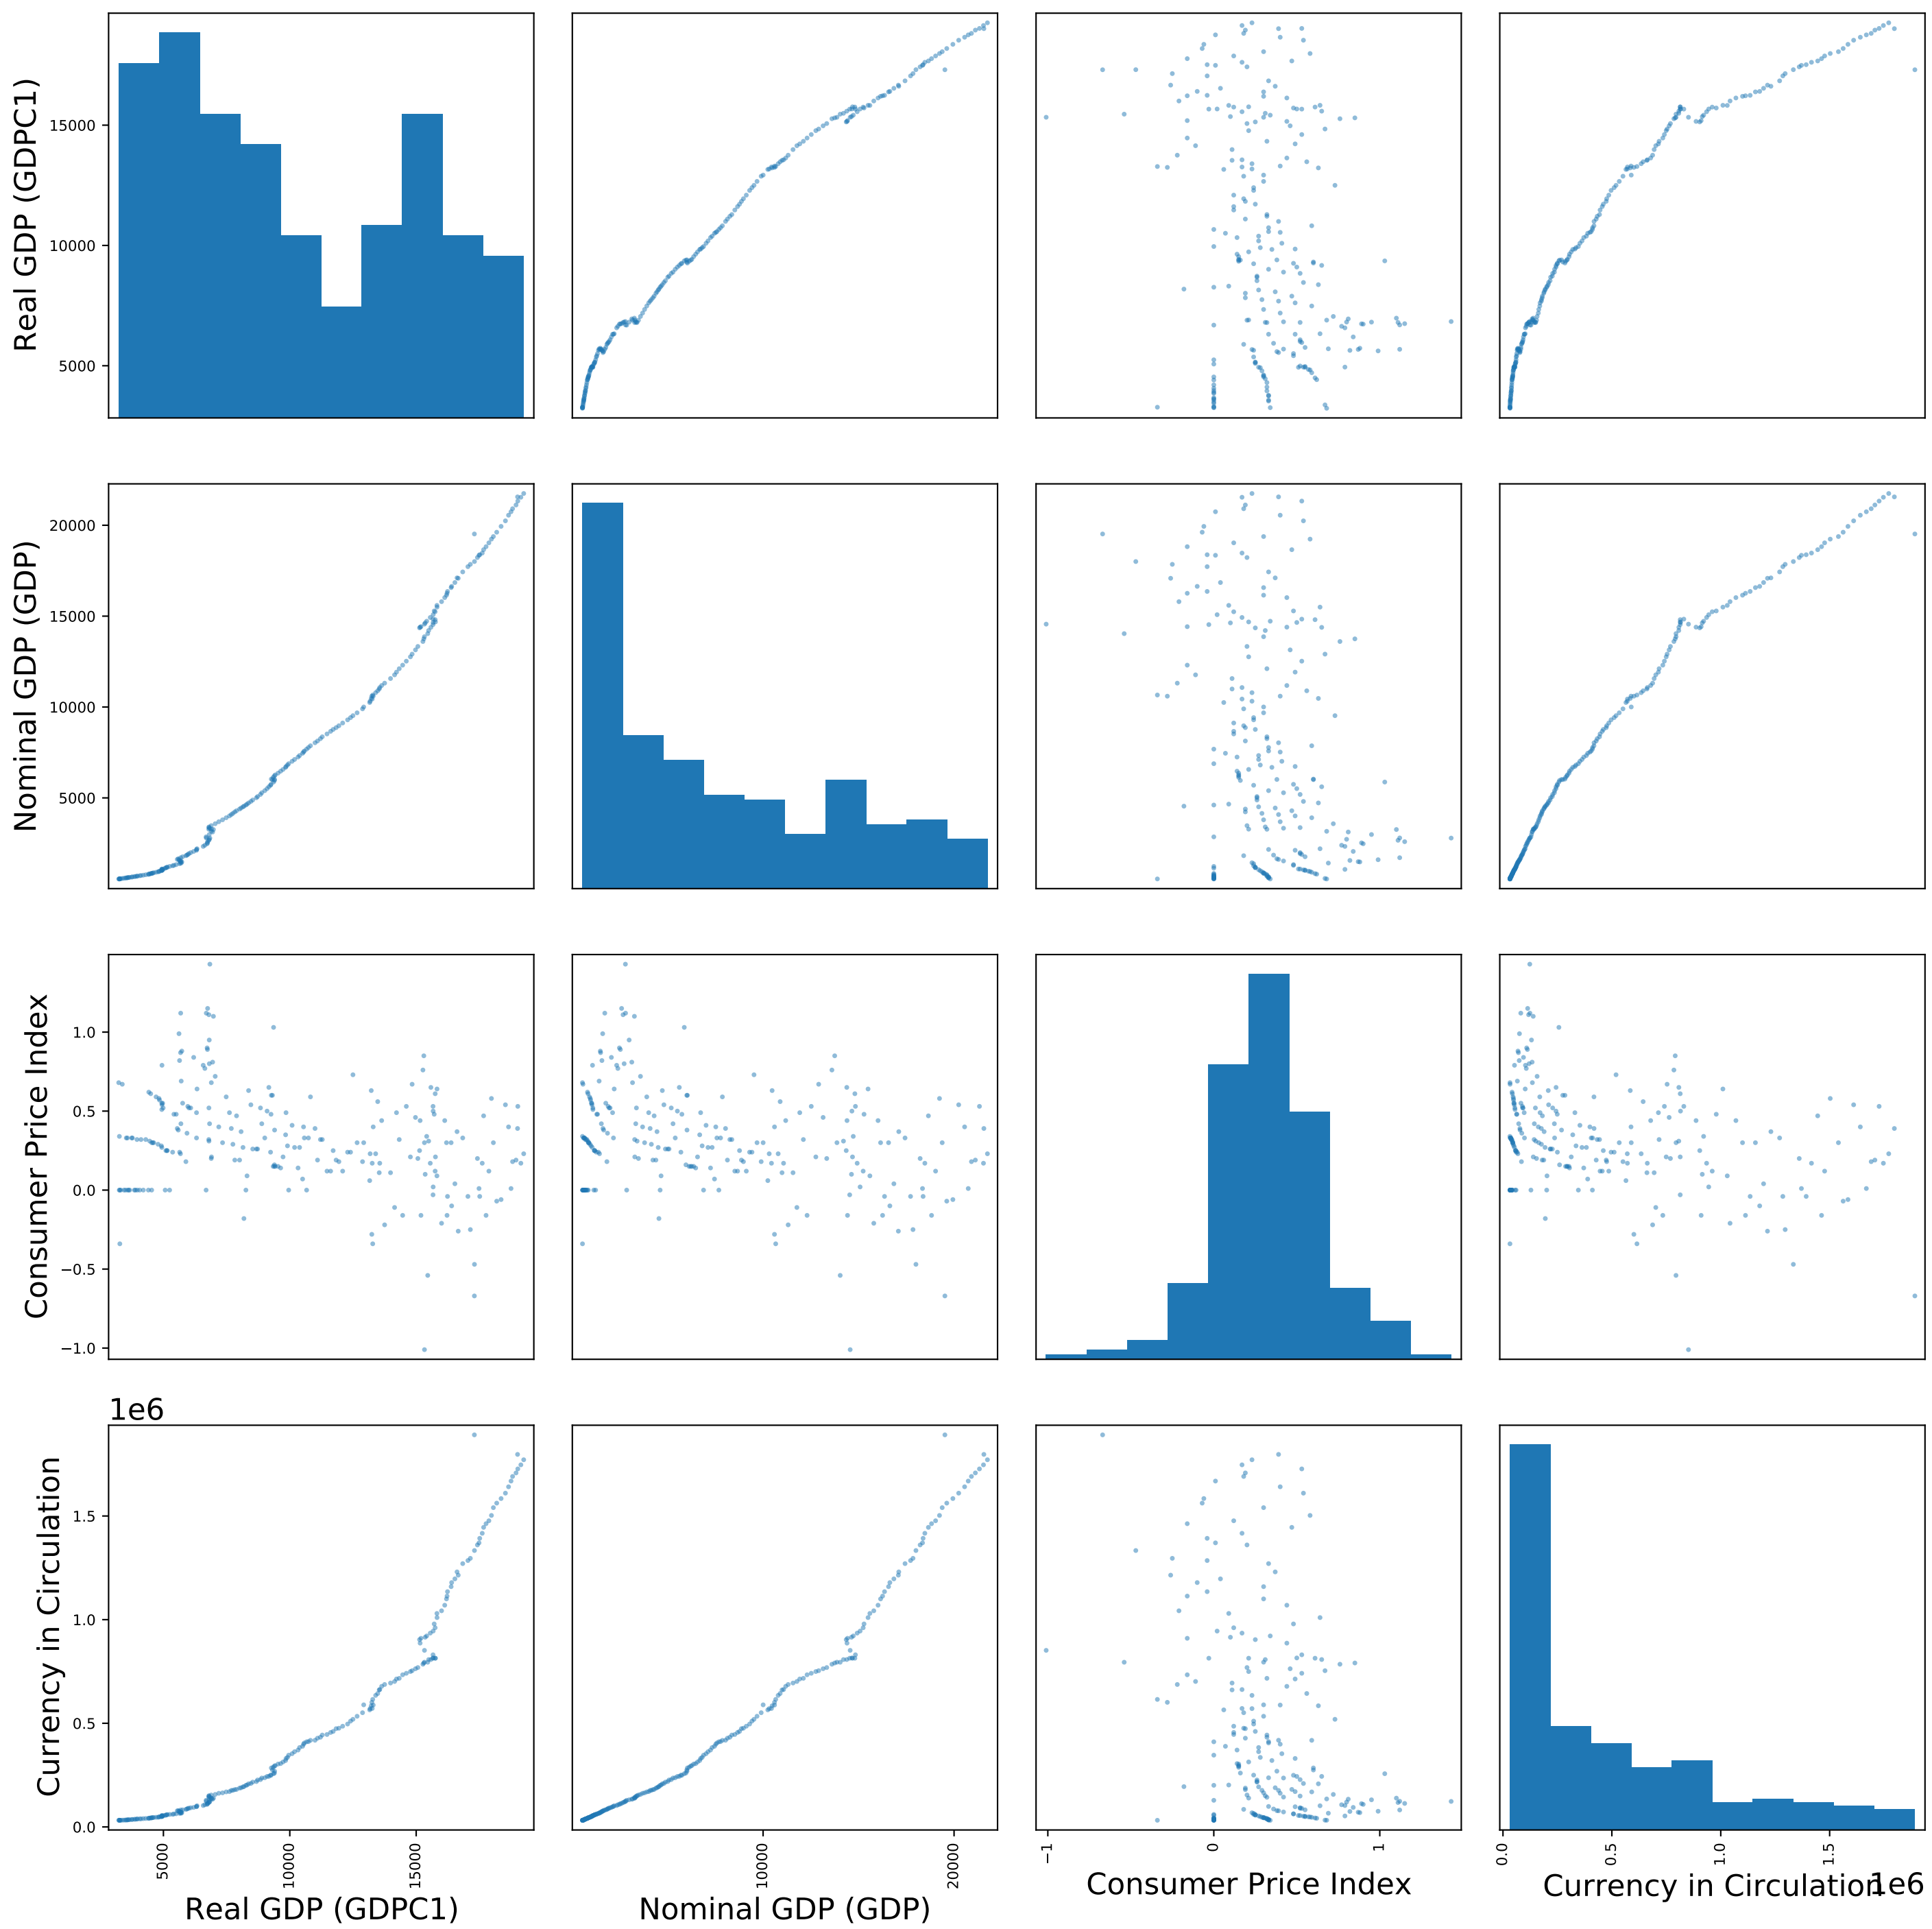 Real GDP (GDPC1)
15000
10000
5000
Nominal GDP (GDP)
20000
15000
10000
5000
Consumer Price Index
1.0
0.5
0.0
−0.5
−1.0
1e6
Currency in Circulation
1.5
1.0
0.5
0.0
5000
10000
15000
Real GDP (GDPC1)
10000
20000
Nominal GDP (GDP)
−1
0
1
Consumer Price Index
0.0
0.5
1.0
1.5
Currency in Circulation
1e6